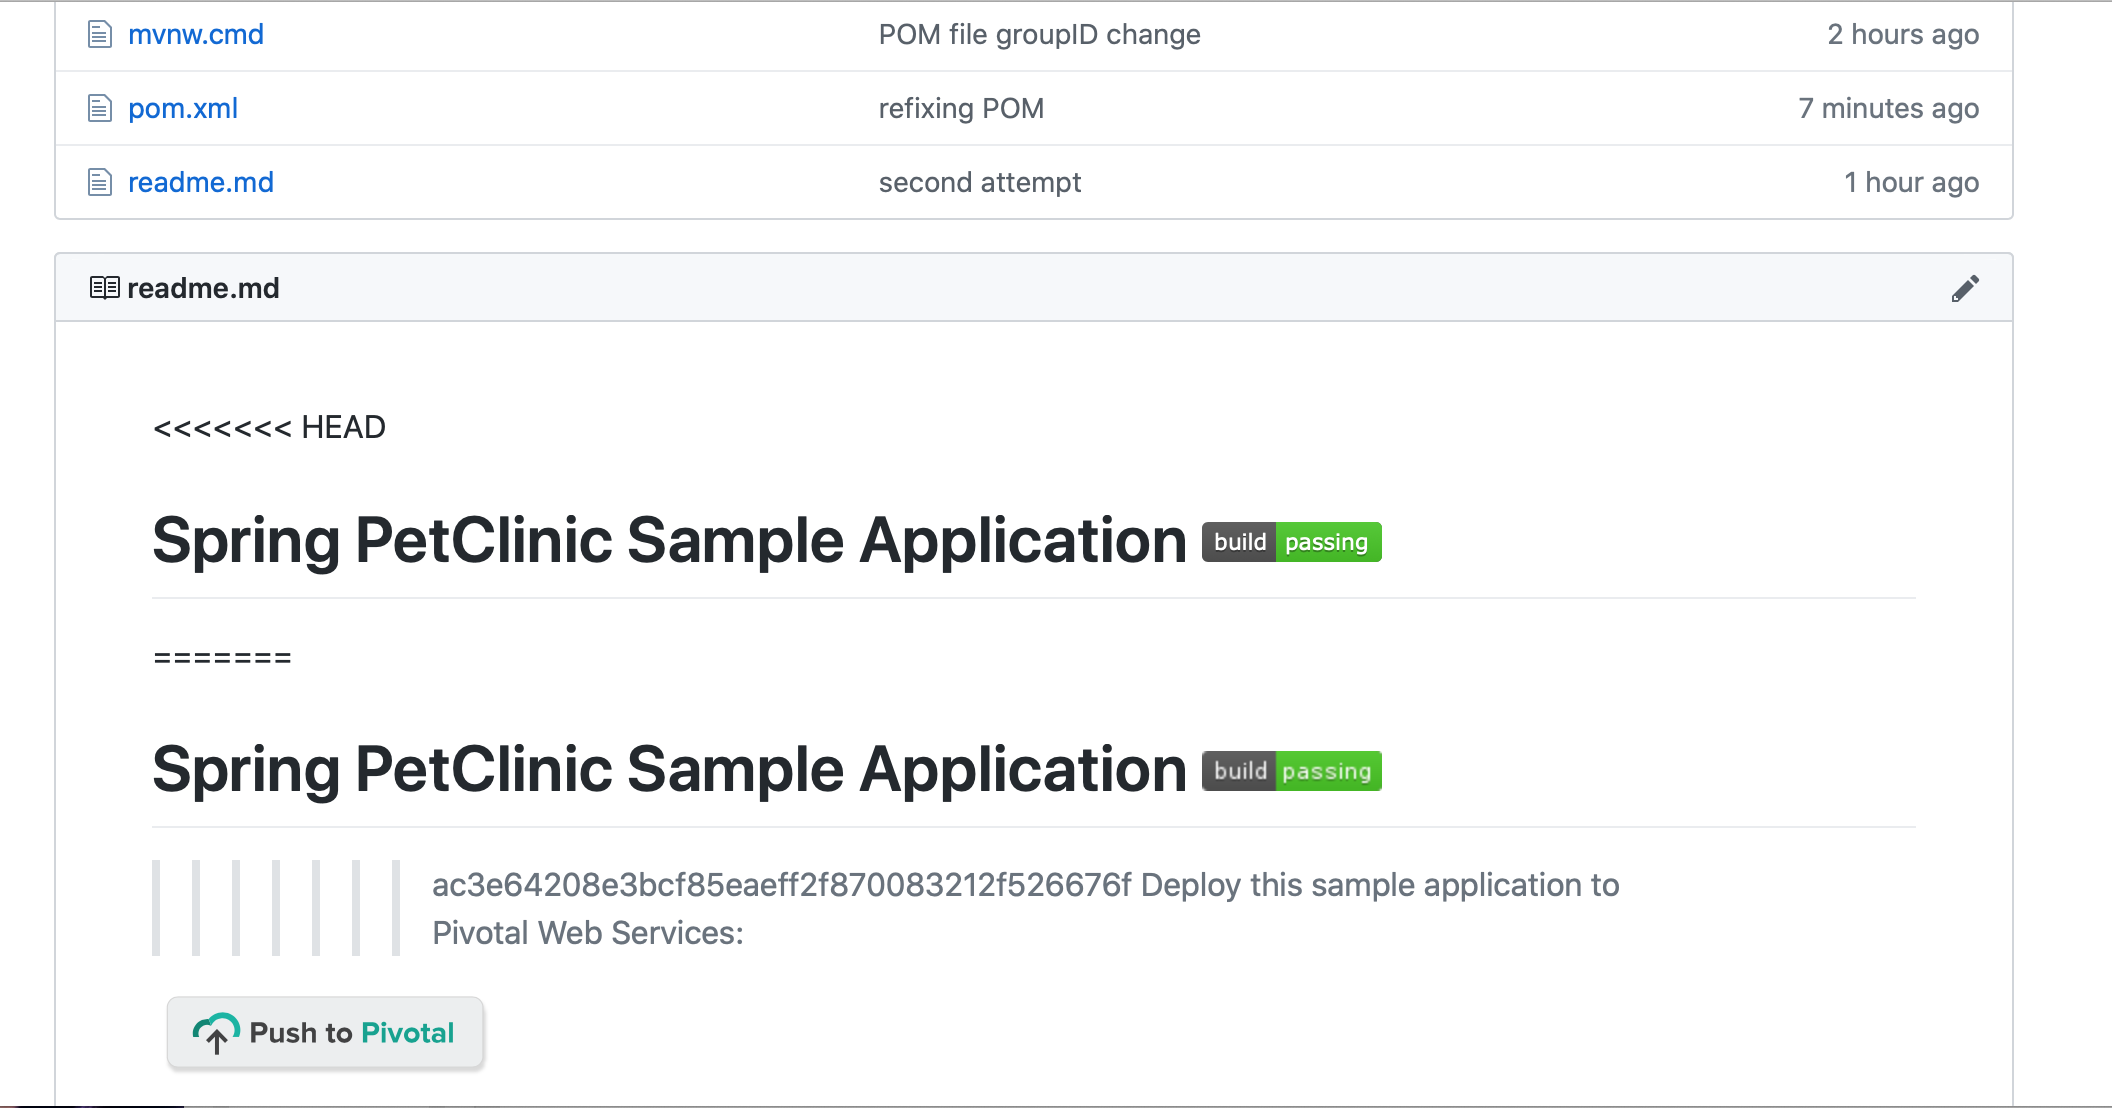 mvnw.cmd POM file groupID change 2 hours ago
pom.xml refixing POM 7 minutes ago
readme.md second attempt 1 hour ago
readme.md
<<<<<<< HEAD
Spring PetClinic Sample Application build passing
=======
Spring PetClinic Sample Application build passing
ac3e64208e3bcf85eaeff2f870083212f526676f Deploy this sample application to
Pivotal Web Services:
Push to Pivotal